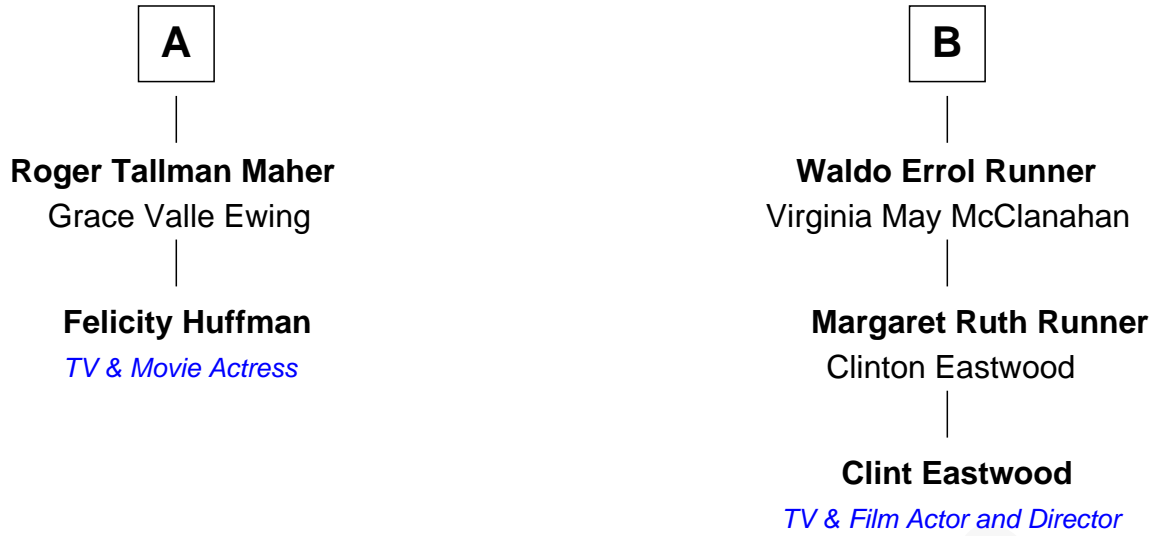 A
Roger Tallman Maher
Grace Valle Ewing
Felicity Huffman
TV & Movie Actress
B
Waldo Errol Runner
Virginia May McClanahan
Margaret Ruth Runner
Clinton Eastwood
Clint Eastwood
TV & Film Actor and Director